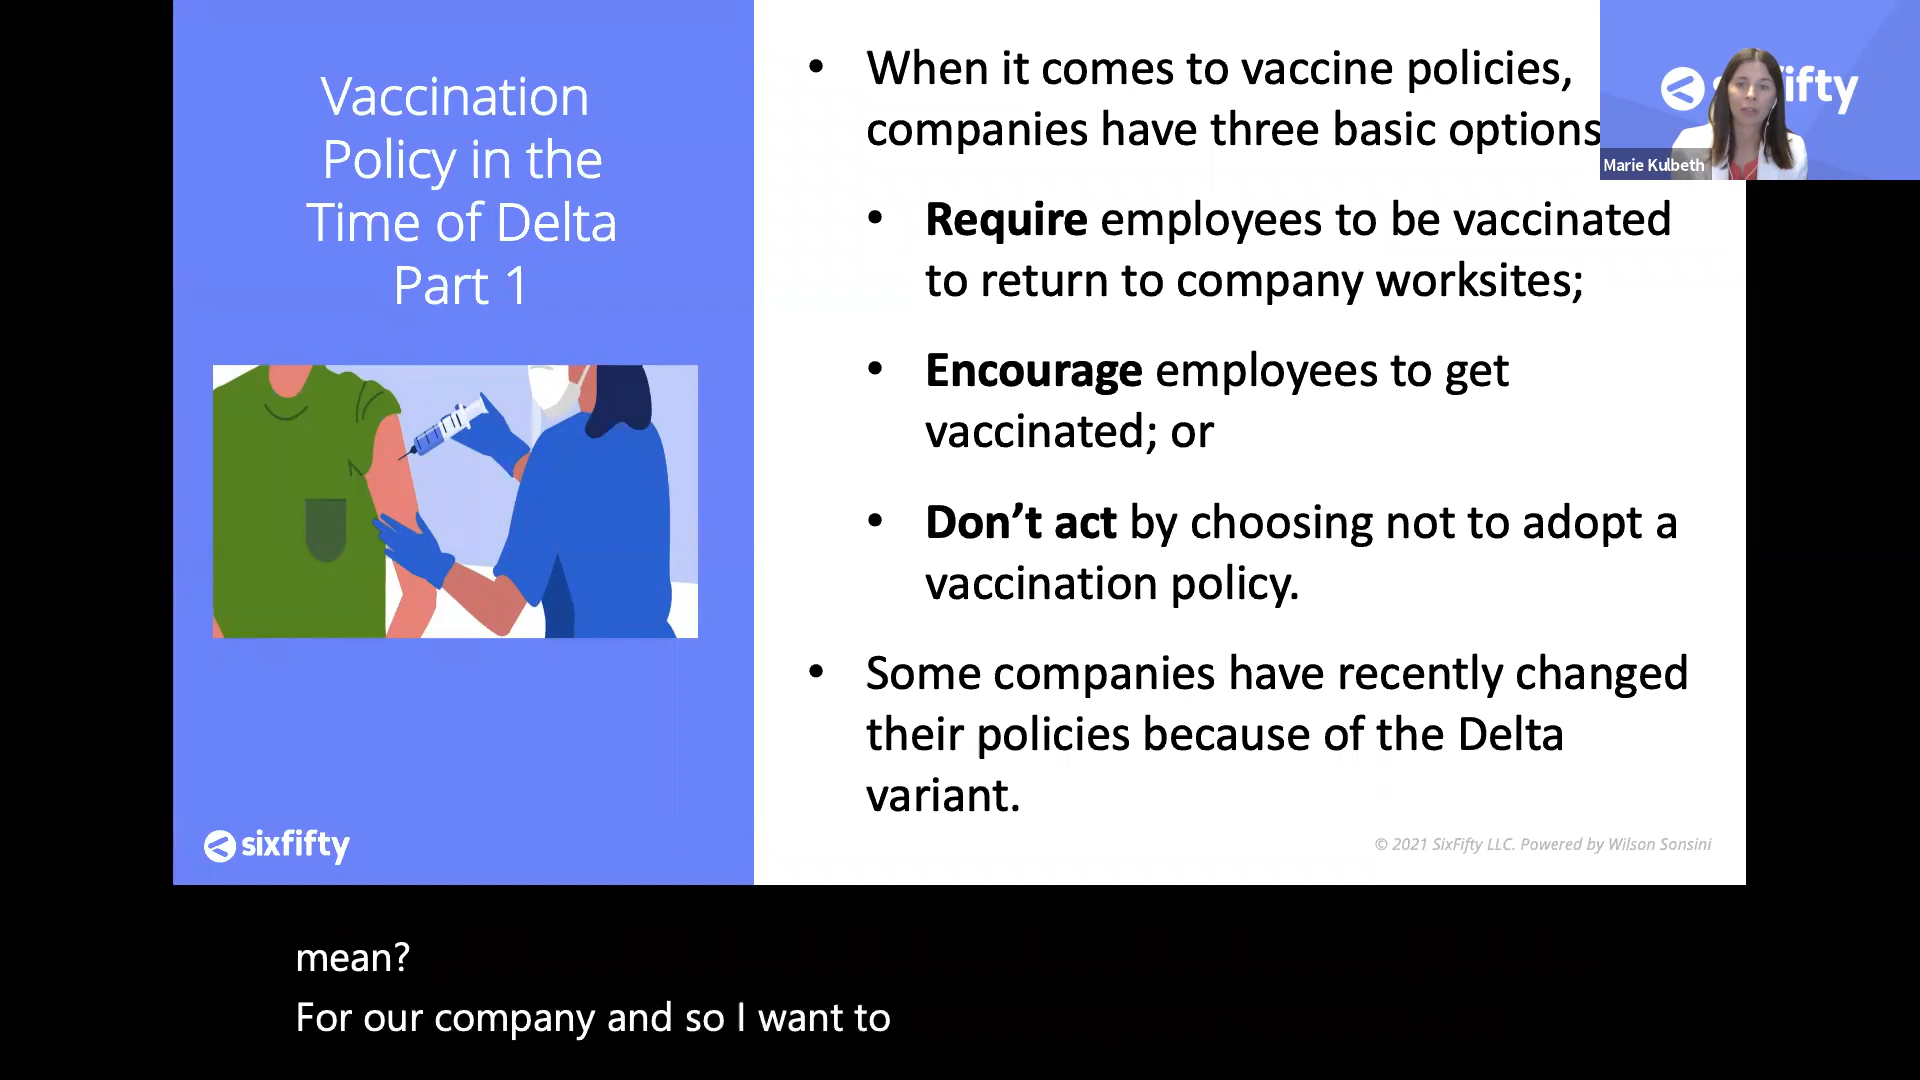 Vaccination
Policy in the
Time of Delta
Part 1
sixfifty
• When it comes to vaccine policies,
companies have three basic options
• Require employees to be vaccinated
to return to company worksites;
• Encourage employees to get
vaccinated; or
• Don’t act by choosing not to adopt a
vaccination policy.
• Some companies have recently changed
their policies because of the Delta
variant.
© 2021 SixFifty LLC. Powered by Wilson Sonsini
Marie Kulbeth
mean?
For our company and so I want to